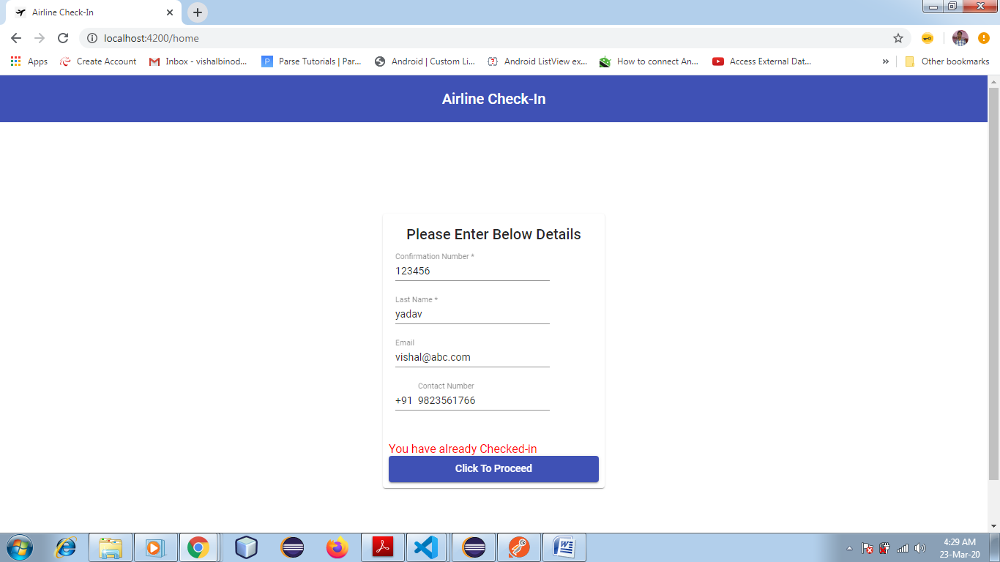 Airline Check-In
localhost:4200/home
Apps Create Account Inbox - vishalbinod... Parse Tutorials | Par... Android | Custom Li... Android ListView ex... How to connect An... Access External Dat... » Other bookmarks
Airline Check-In
Please Enter Below Details
Confirmation Number *
123456
Last Name *
yadav
Email
vishal@abc.com
Contact Number
+91 9823561766
You have already Checked-in
Click To Proceed
4:29 AM
23-Mar-20